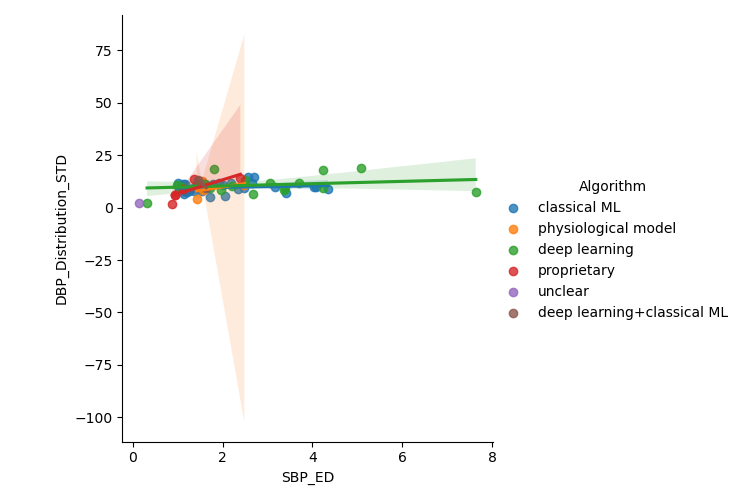 75
50
25
0
−25
−50
−75
−100
DBP_Distribution_STD
0
2
4
6
8
SBP_ED
Algorithm
classical ML
physiological model
deep learning
proprietary
unclear
deep learning+classical ML